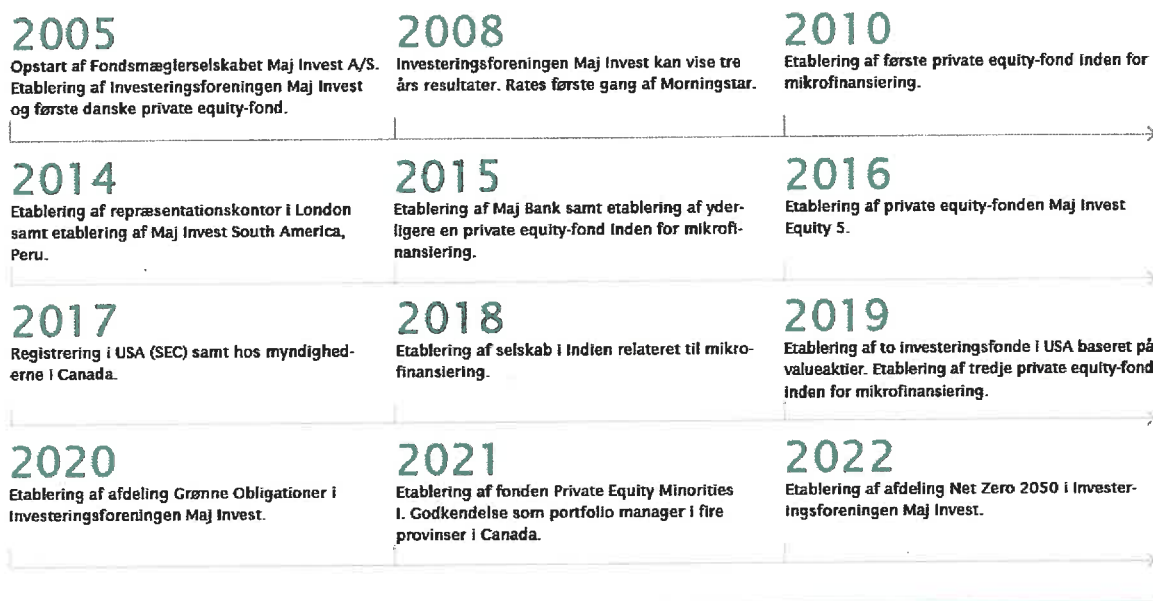 2005
Opstart af Fondsmæglerselskabet Maj Invest A/S.
Etablering af Investeringsforeningen Maj Invest
og første danske private equity-fond.
2008
Investeringsforeningen Maj Invest kan vise tre
års resultater. Rates første gang af Morningstar.
2010
Etablering af første private equity-fond inden for
mikrofinansiering.
2014
Etablering af repræsentationskontor i London
samt etablering af Maj Invest South America,
Peru.
2015
Etablering af Maj Bank samt etablering af yder-
ligere en private equity-fond inden for mikrofi-
nansiering.
2016
Etablering af private equity-fonden Maj Invest
Equity 5.
2017
Registrering i USA (SEC) samt hos myndighed-
erne i Canada.
2018
Etablering af selskab i Indien relateret til mikro-
finansiering.
2019
Etablering af to investeringsfonde i USA baseret på
valueaktier. Etablering af tredje private equity-fond
inden for mikrofinansiering.
2020
Etablering af afdeling Grønne Obligationer i
Investeringsforeningen Maj Invest.
2021
Etablering af fonden Private Equity Minorities
I. Godkendelse som portfolio manager i fire
provinser i Canada.
2022
Etablering af afdeling Net Zero 2050 i Invester-
ingsforeningen Maj Invest.